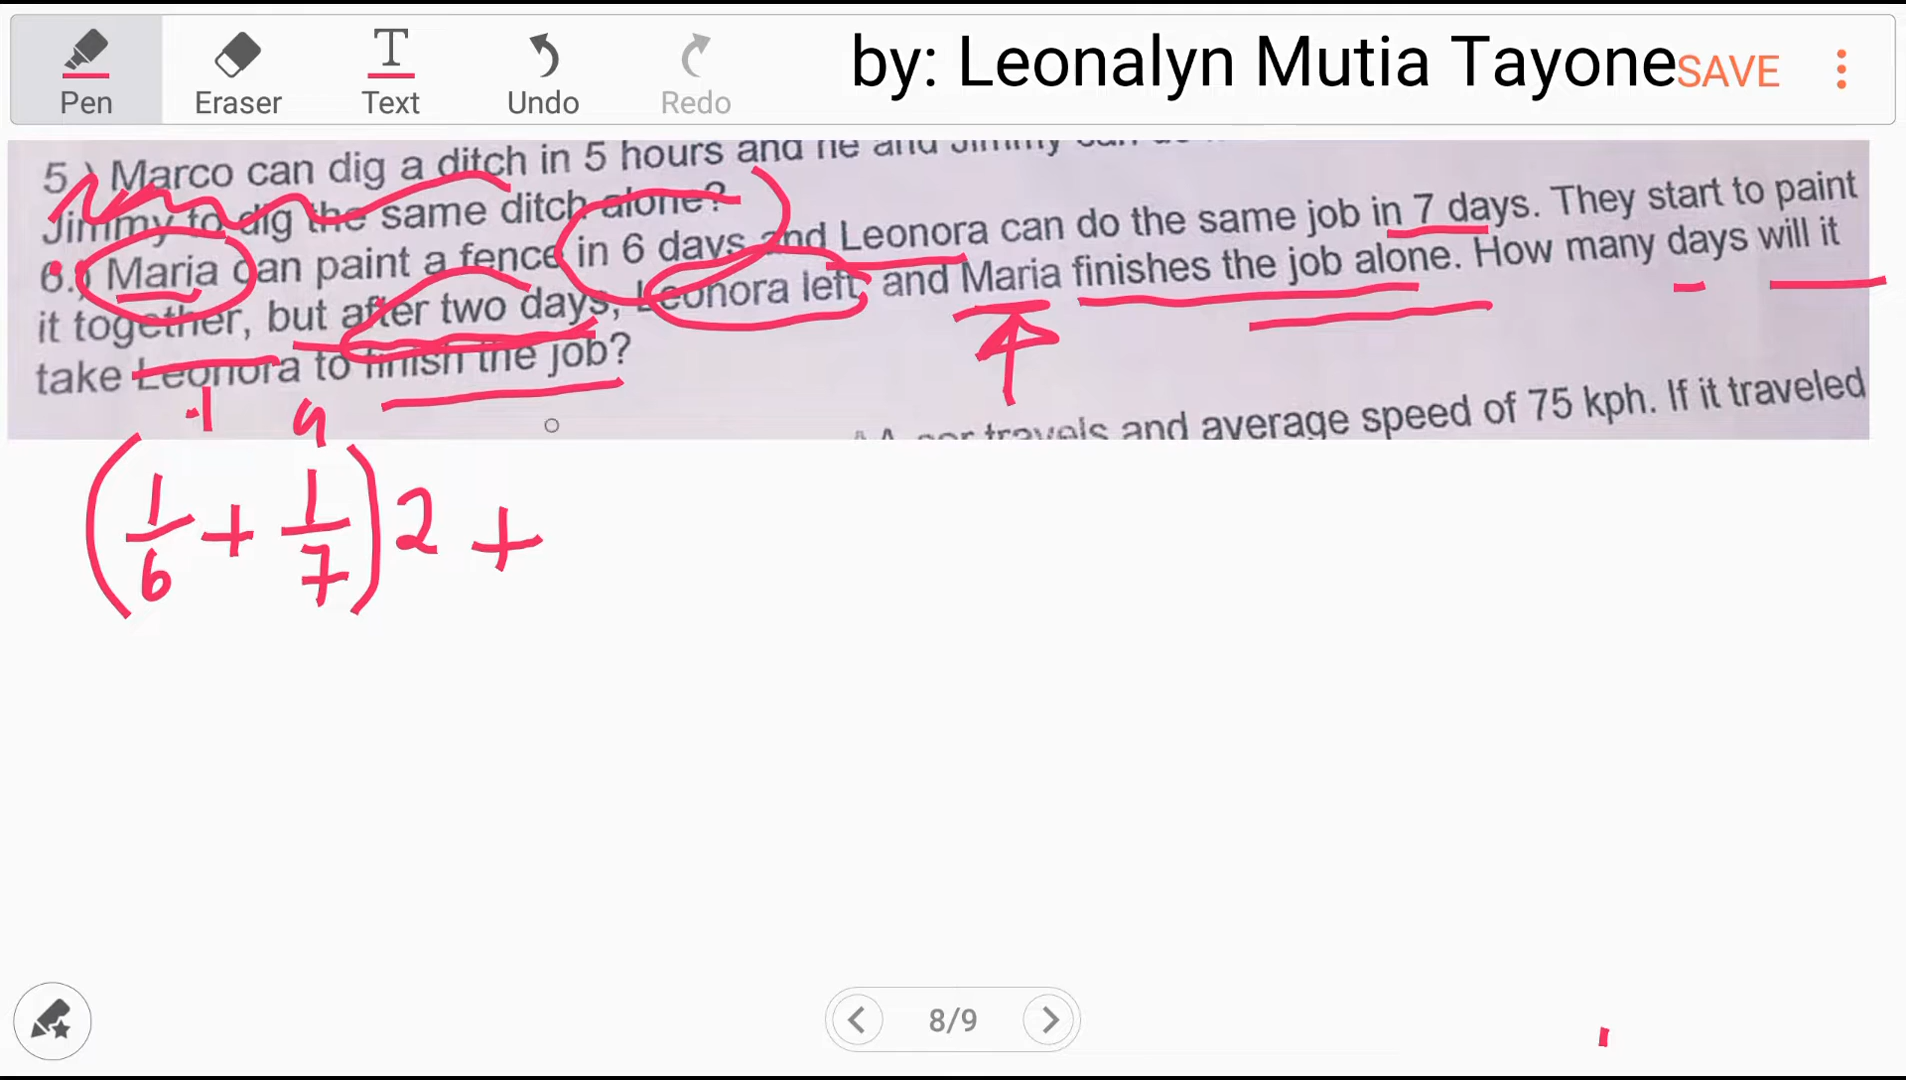 Pen Eraser Text Undo Redo by: Leonalyn Mutia Tayone SAVE
5.) Marco can dig a ditch in 5 hours and he and Jimmy can do
Jimmy to dig the same ditch alone?
6.) Maria can paint a fence in 6 days and Leonora can do the same job in 7 days. They start to paint
it together, but after two days, Leonora left, and Maria finishes the job alone. How many days will it
take Leonora to finish the job?
A car travels and average speed of 75 kph. If it traveled
(1/6 + 1/7) 2 +
8/9